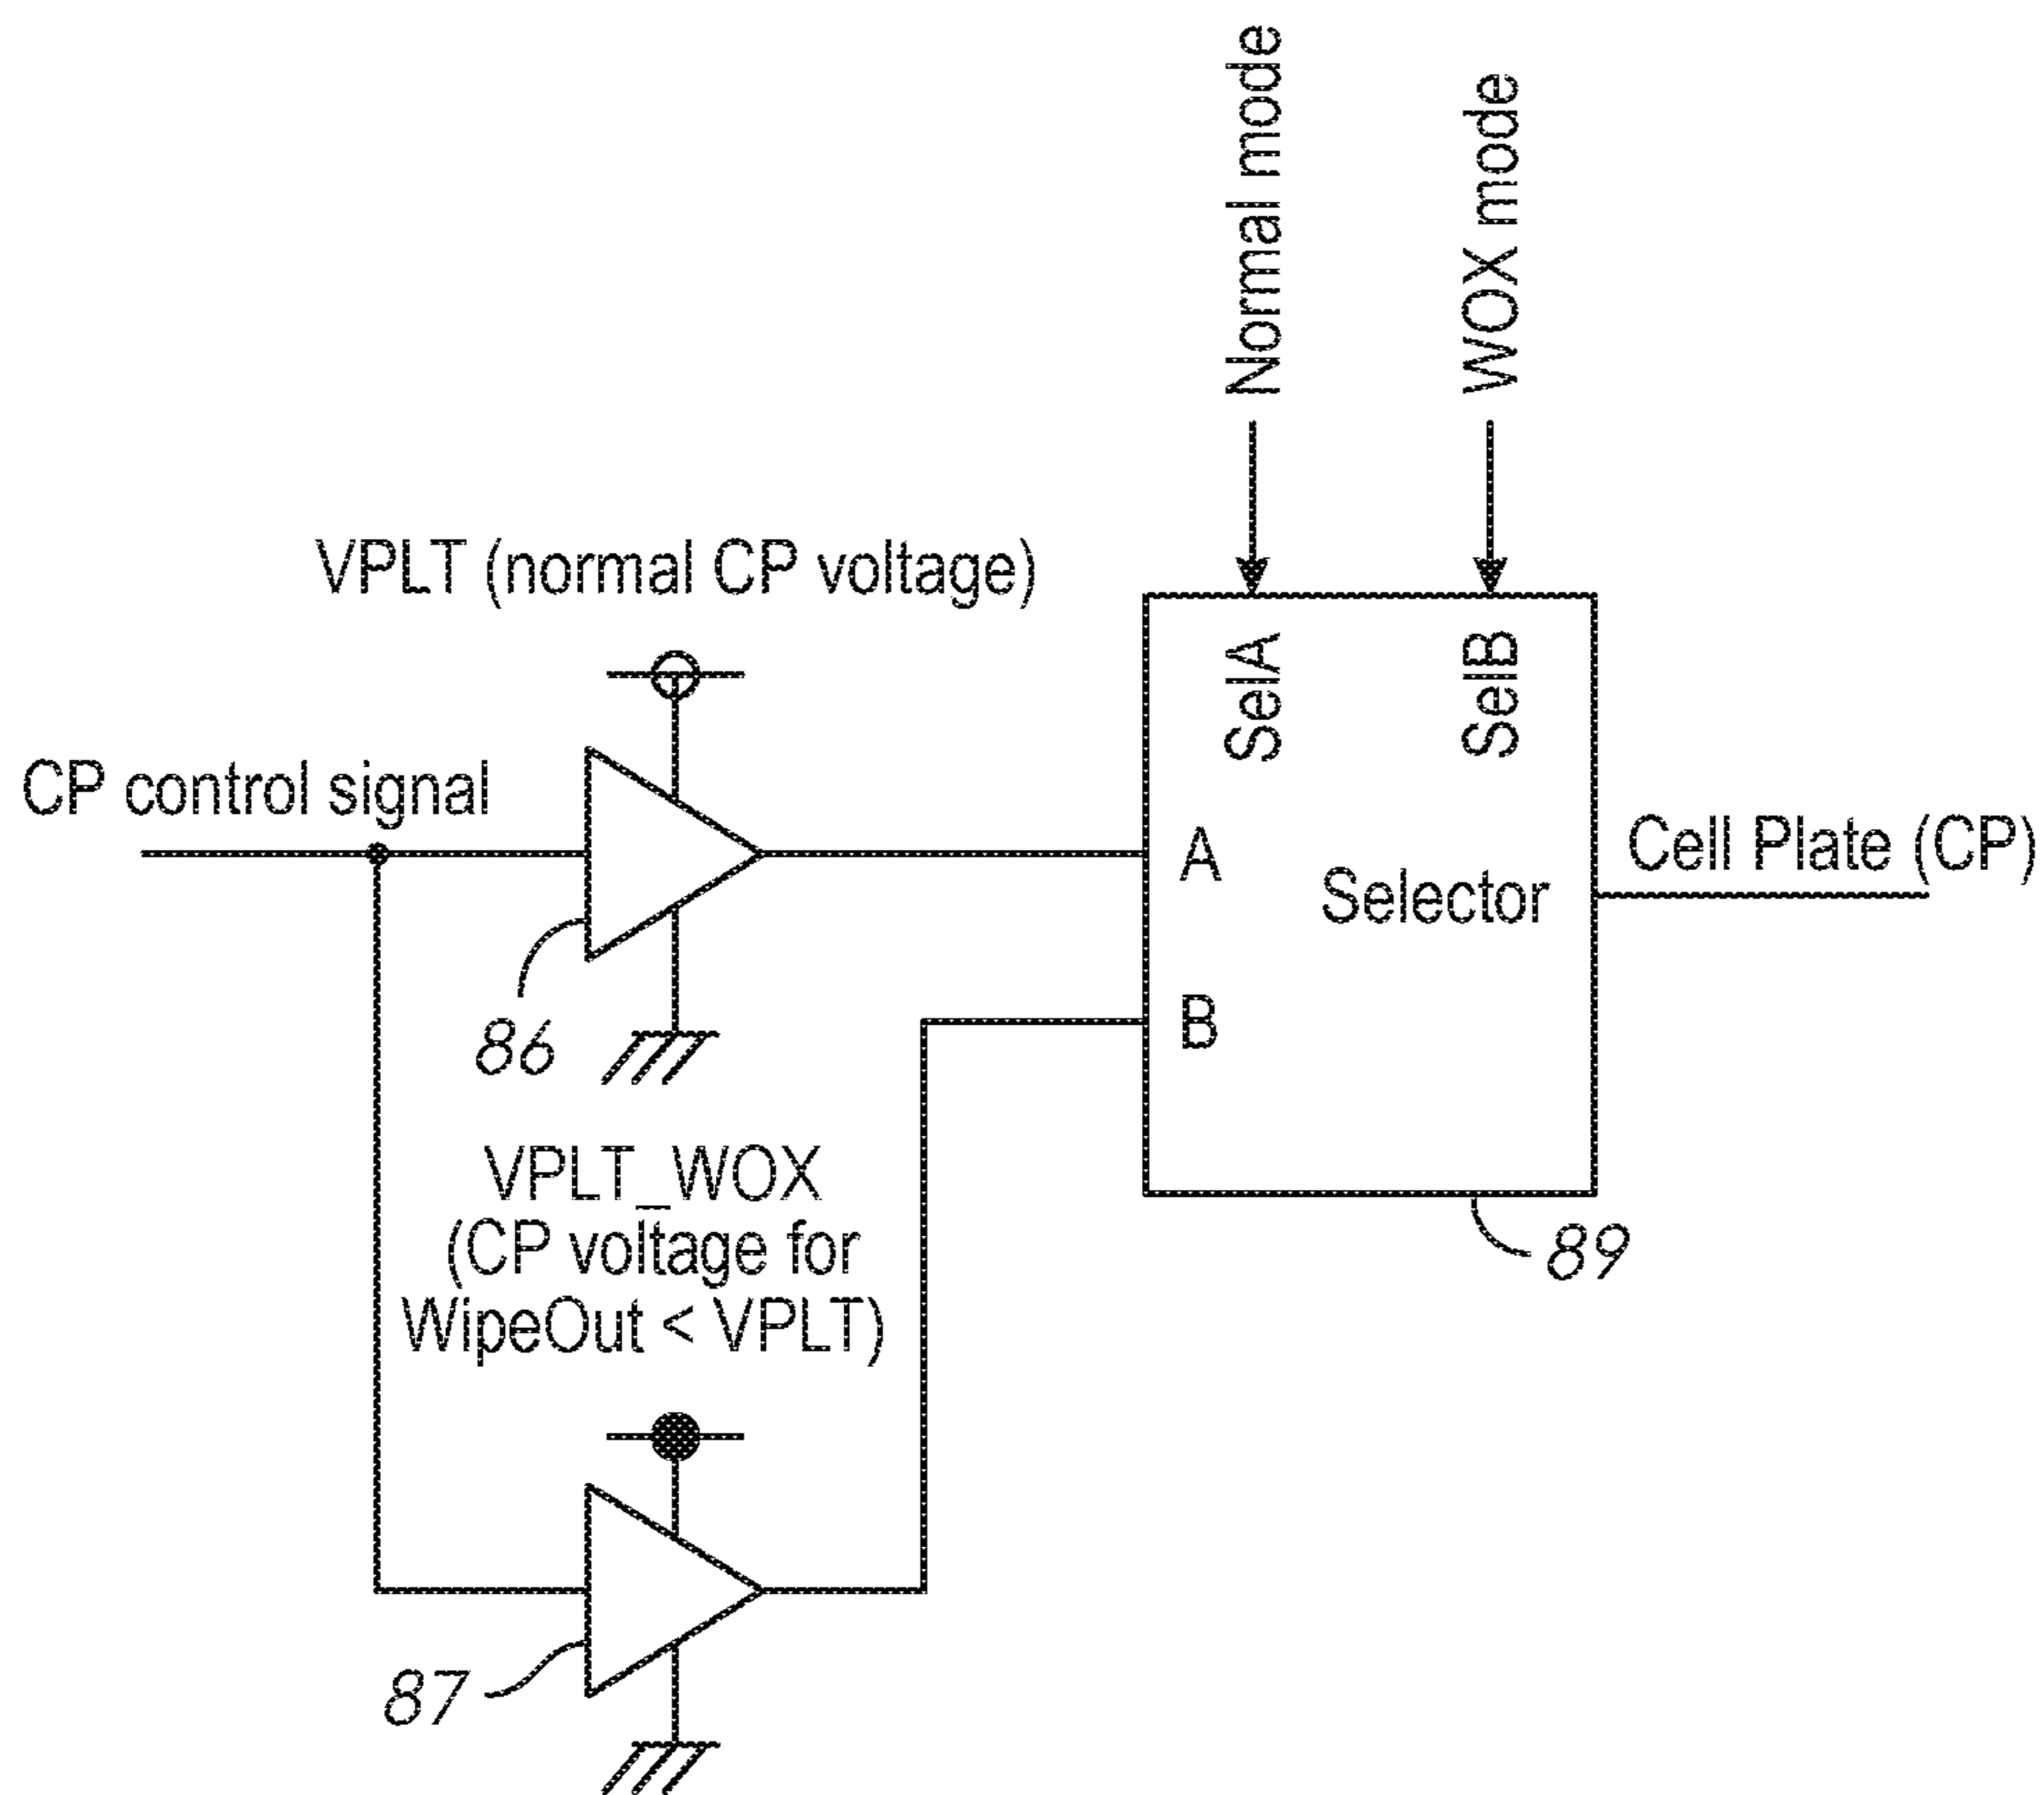 Normal mode
WOX mode
VPLT (normal CP voltage)
SelA
SelB
CP control signal
A
Selector
Cell Plate (CP)
B
86
VPLT_WOX
(CP voltage for
WipeOut < VPLT)
89
87